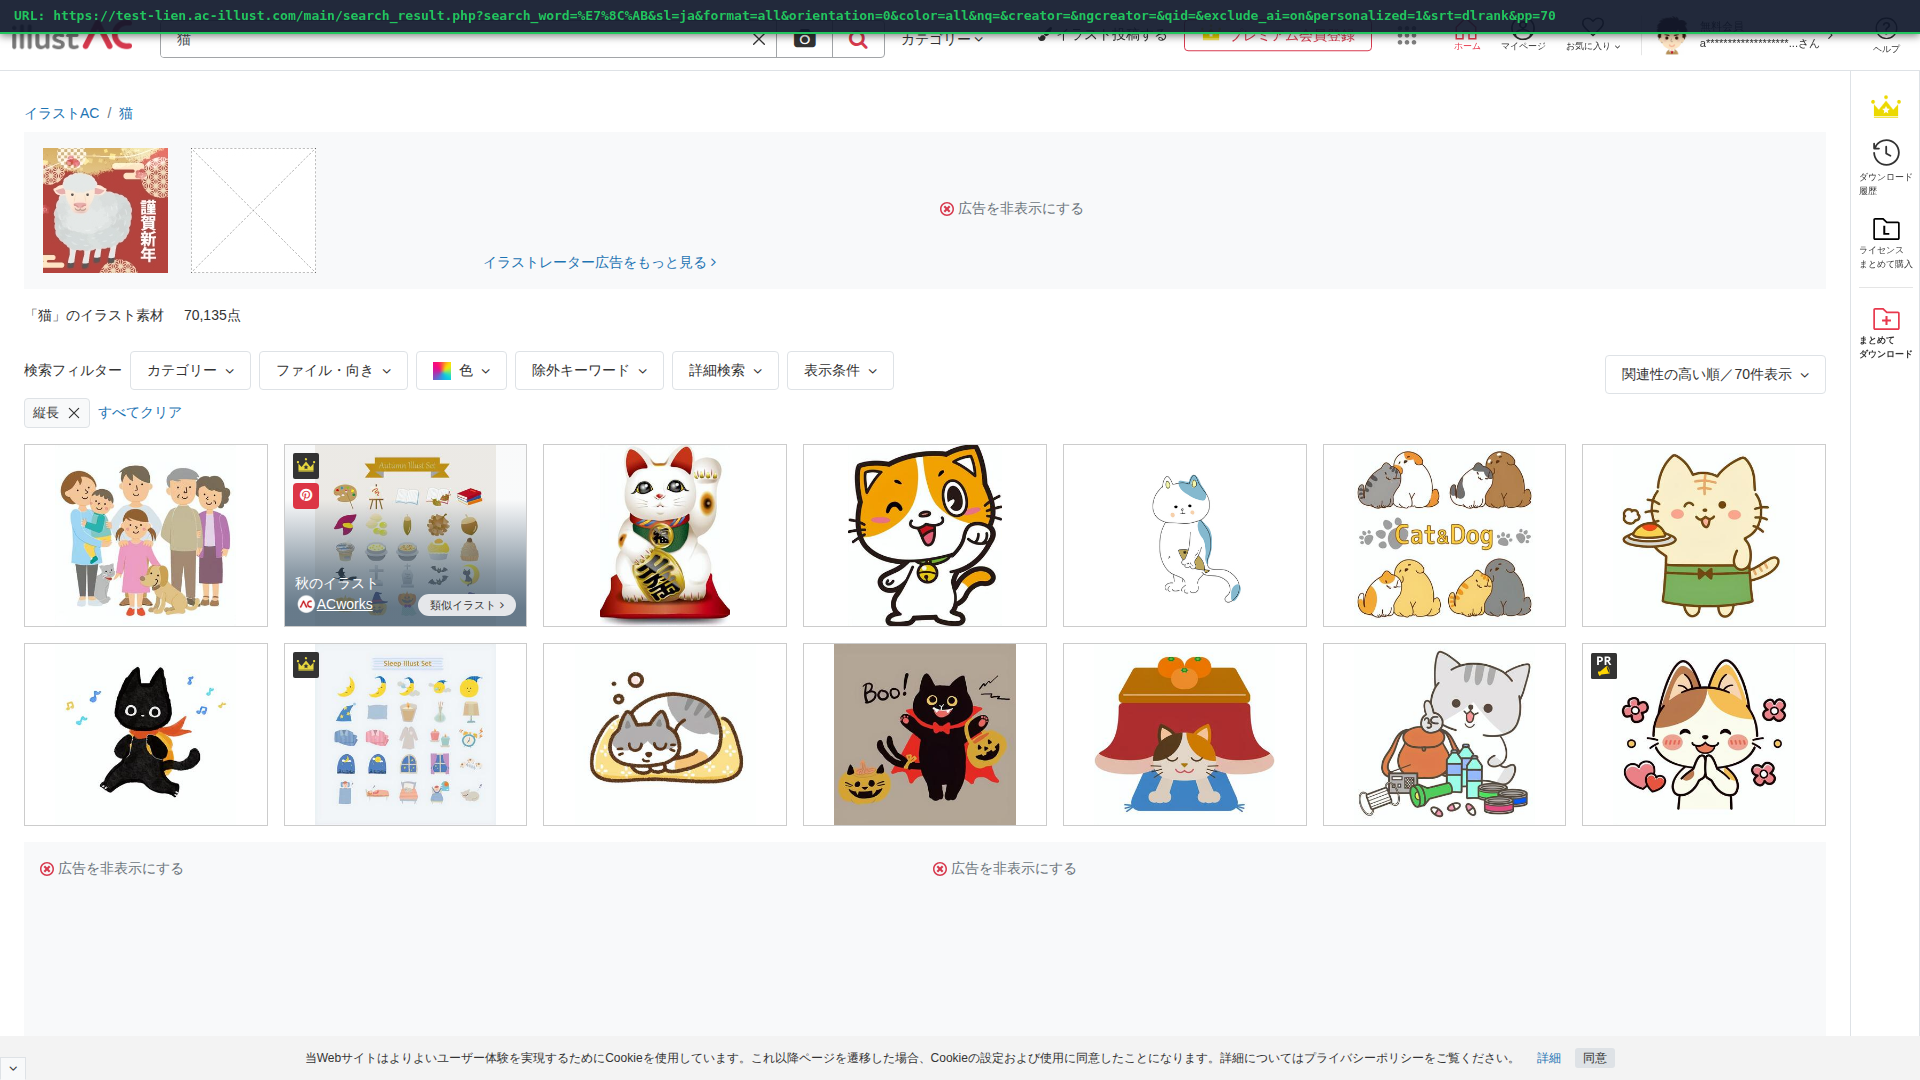 URL: https://test-lien.ac-illust.com/main/search_result.php?search_word=%E7%8C%AB&sl=ja&format=all&orientation=0&color=all&nq=&creator=&ngcreator=&qid=&exclude_ai=on&personalized=1&srt=dlrank&pp=70
illust AC
猫
カテゴリー
イラスト投稿する
プレミアム会員登録
ホーム
マイページ
お気に入り
無料会員
a*******************...さん
ヘルプ
イラストAC / 猫
謹賀新年
広告を非表示にする
イラストレーター広告をもっと見る
ダウンロード
履歴
ライセンス
まとめて購入
まとめて
ダウンロード
「猫」のイラスト素材 70,135点
検索フィルター
カテゴリー
ファイル・向き
色
除外キーワード
詳細検索
表示条件
関連性の高い順／70件表示
縦長
すべてクリア
Autumn Illust Set
秋のイラスト
AC ACworks
類似イラスト
福
Cat&Dog
Sleep Illust Set
Boo!
PR
広告を非表示にする
広告を非表示にする
当Webサイトはよりよいユーザー体験を実現するためにCookieを使用しています。これ以降ページを遷移した場合、Cookieの設定および使用に同意したことになります。詳細についてはプライバシーポリシーをご覧ください。
詳細
同意